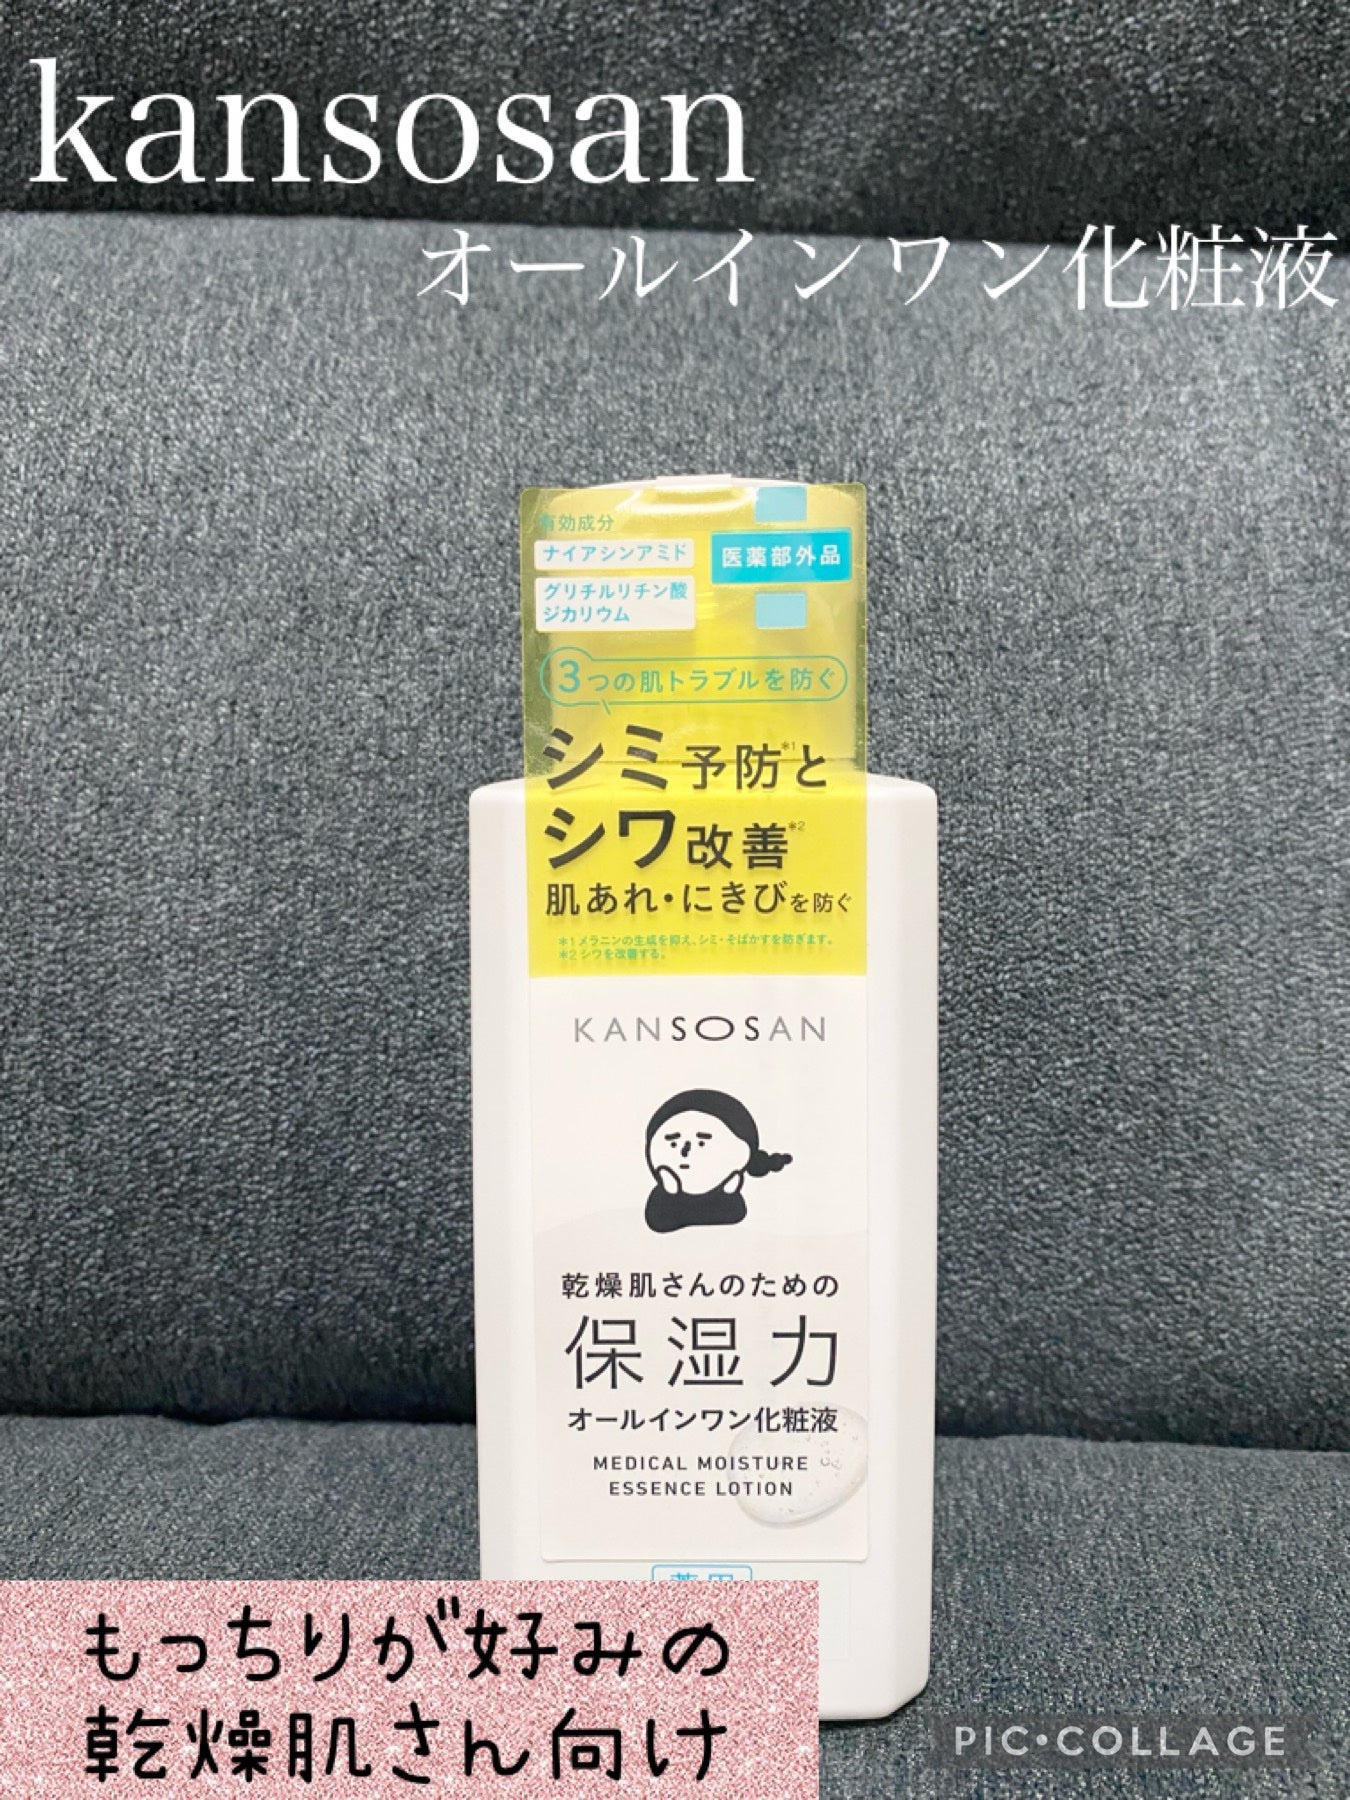 kansosan
オールインワン化粧液
有効成分
ナイアシンアミド
グリチルリチン酸
ジカリウム
医薬部外品
3つの肌トラブルを防ぐ
シミ予防*1と
シワ改善*2
肌あれ・にきびを防ぐ
*1 メラニンの生成を抑え、シミ・そばかすを防ぎます。
*2 シワを改善する。
KANSOSAN
乾燥肌さんのための
保湿力
オールインワン化粧液
MEDICAL MOISTURE
ESSENCE LOTION
薬用
もっちりが好みの
乾燥肌さん向け
PIC•COLLAGE